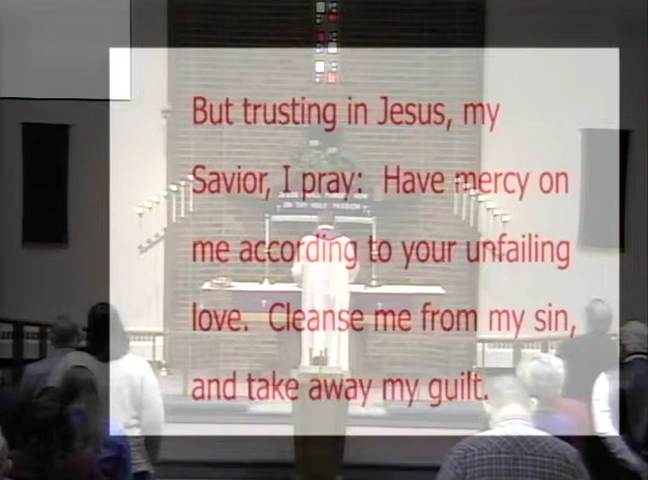 But trusting in Jesus, my
Savior, I pray: Have mercy on
me according to your unfailing
love. Cleanse me from my sin,
and take away my guilt.